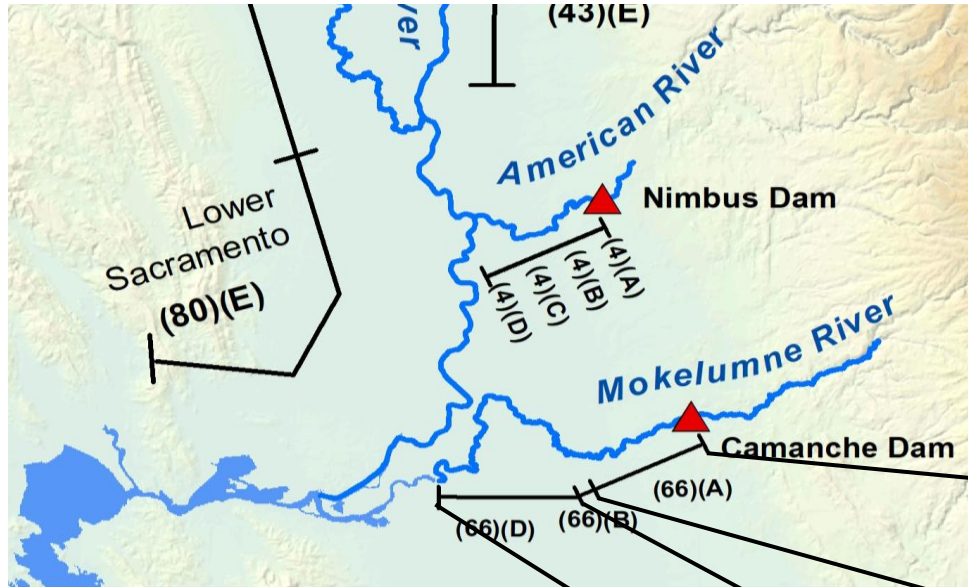 ver
(43)(E)
American River
Nimbus Dam
Lower
Sacramento
(80)(E)
(4)(A)
(4)(B)
(4)(C)
(4)(D)
Mokelumne River
Camanche Dam
(66)(A)
(66)(B)
(66)(D)